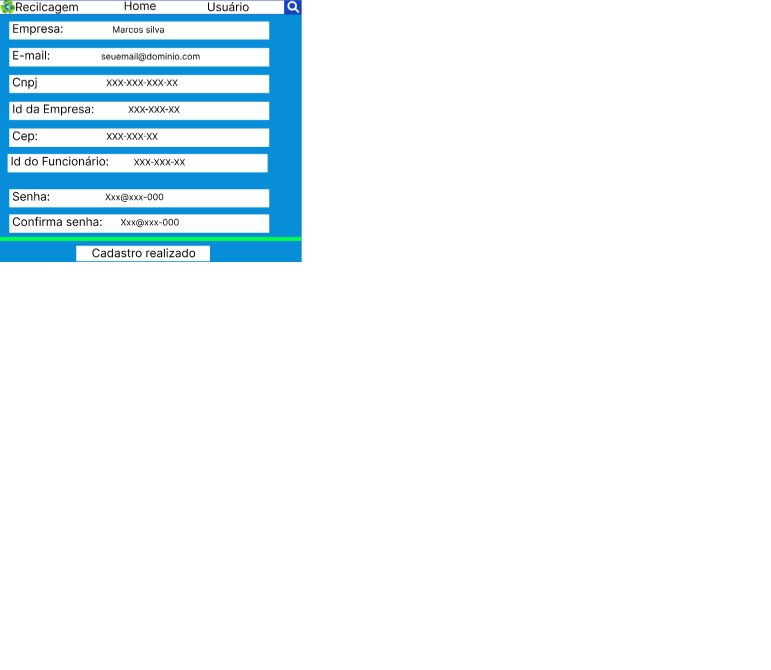 Recilcagem Home Usuário
Empresa: Marcos silva
E-mail: seuemail@dominio.com
Cnpj XXX-XXX-XXX-XX
Id da Empresa: XXX-XXX-XX
Cep: XXX-XXX-XX
Id do Funcionário: XXX-XXX-XX
Senha: Xxx@xxx-000
Confirma senha: Xxx@xxx-000
Cadastro realizado